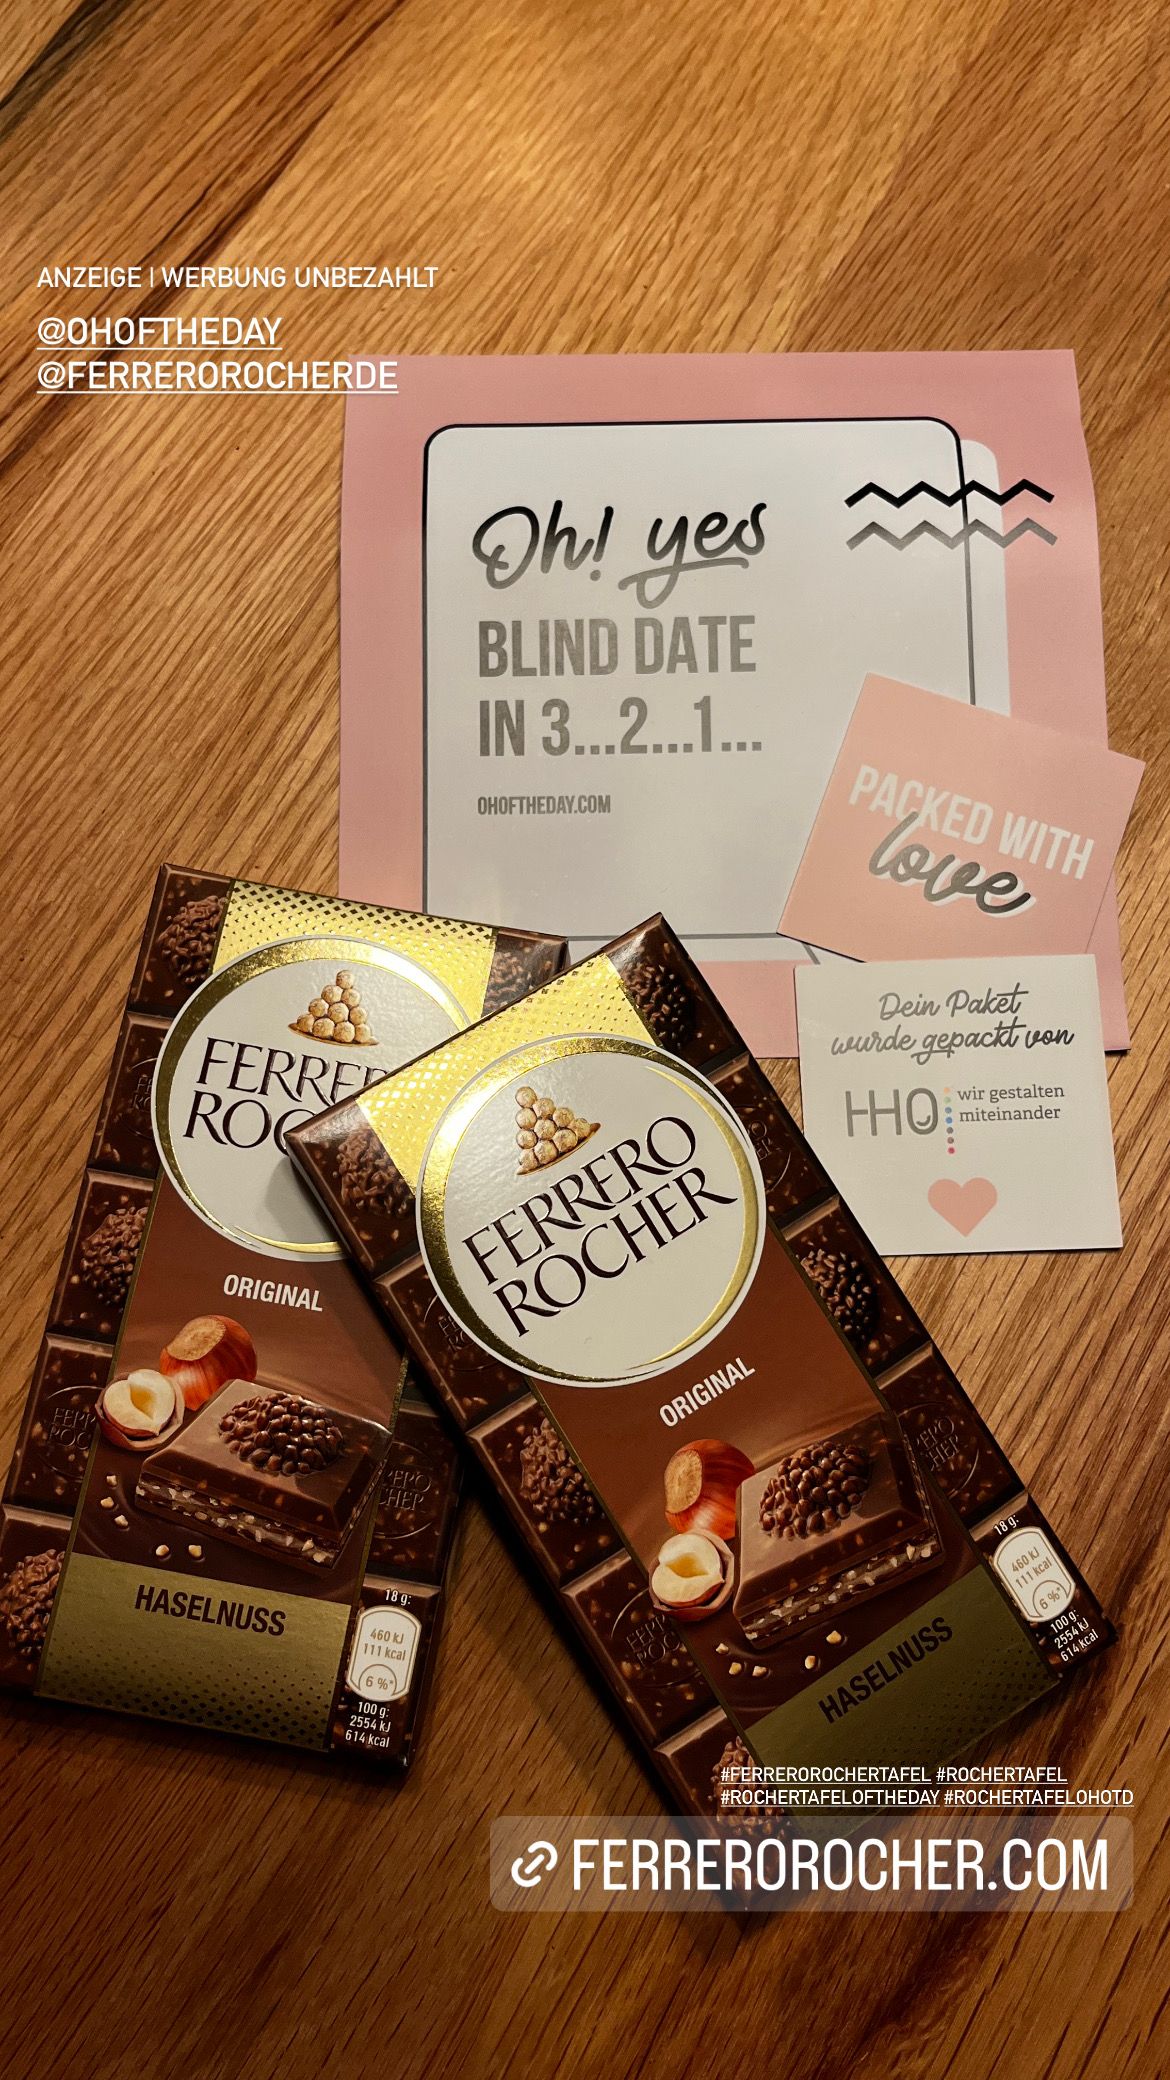 ANZEIGE | WERBUNG UNBEZAHLT
@OHOFTHEDAY
@FERREROROCHERDE
Oh! yes
BLIND DATE
IN 3...2...1...
OHOFTHEDAY.COM
PACKED WITH
love
Dein Paket
wurde gepackt von
HHO wir gestalten
miteinander
FERRERO
ROCHER
ORIGINAL
HASELNUSS
18 g:
460 kJ
111 kcal
6 %*
100 g:
2554 kJ
614 kcal
FERRERO
ROCHER
ORIGINAL
HASELNUSS
18 g:
460 kJ
111 kcal
6 %*
100 g:
2554 kJ
614 kcal
#FERREROROCHERTAFEL #ROCHERTAFEL
#ROCHERTAFELOFTHEDAY #ROCHERTAFELOHOTD
FERREROROCHER.COM